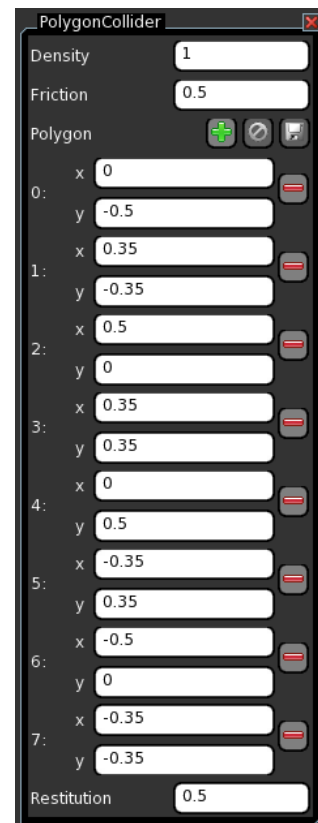 PolygonCollider
Density 1
Friction 0.5
Polygon
x 0
0:
y -0.5
x 0.35
1:
y -0.35
x 0.5
2:
y 0
x 0.35
3:
y 0.35
x 0
4:
y 0.5
x -0.35
5:
y 0.35
x -0.5
6:
y 0
x -0.35
7:
y -0.35
Restitution 0.5